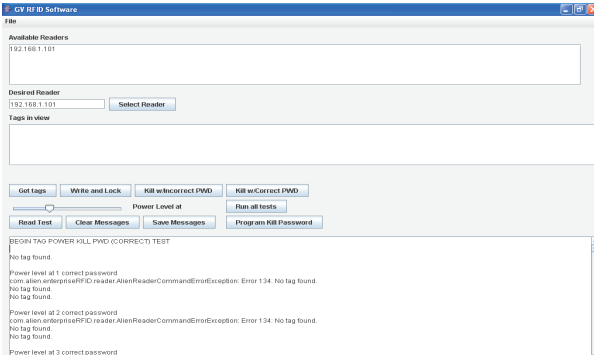 GV RFID Software
File
Available Readers
192.168.1.101
Desired Reader
192.168.1.101 Select Reader
Tags in view
Get tags Write and Lock Kill w/Incorrect PWD Kill w/Correct PWD
Power Level at Run all tests
Read Test Clear Messages Save Messages Program Kill Password
BEGIN TAG POWER KILL PWD (CORRECT) TEST
No tag found.
Power level at 1 correct password
com.alien.enterpriseRFID.reader.AlienReaderCommandErrorException: Error 134: No tag found.
No tag found.
No tag found.
Power level at 2 correct password
com.alien.enterpriseRFID.reader.AlienReaderCommandErrorException: Error 134: No tag found.
No tag found.
No tag found.
Power level at 3 correct password